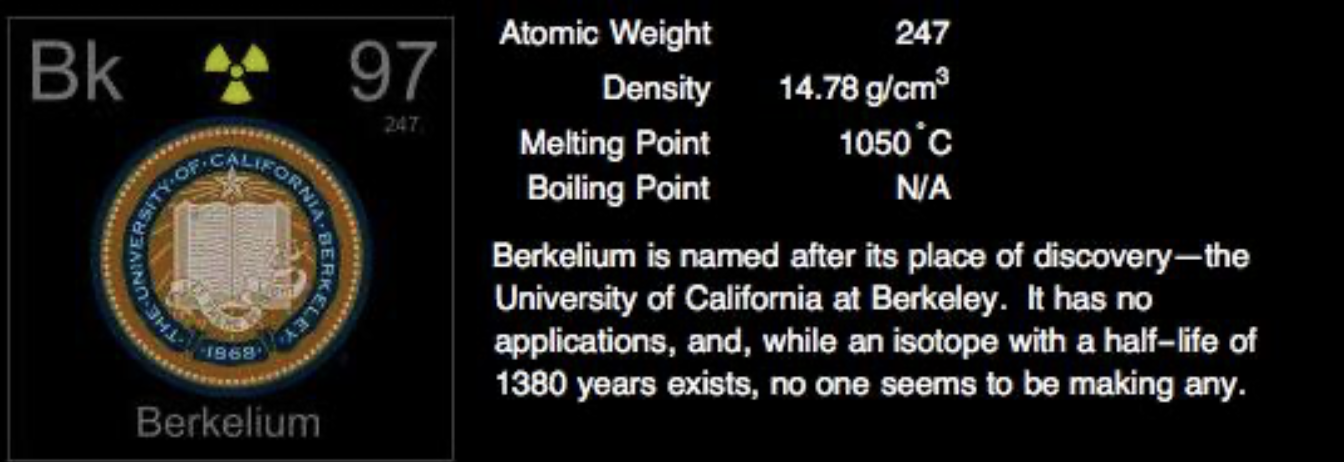 Bk
97
247.
THE·UNIVERSITY·OF·CALIFORNIA·BERKELEY
·1868·
Berkelium
Atomic Weight 247
Density 14.78 g/cm³
Melting Point 1050 °C
Boiling Point N/A
Berkelium is named after its place of discovery—the
University of California at Berkeley. It has no
applications, and, while an isotope with a half–life of
1380 years exists, no one seems to be making any.